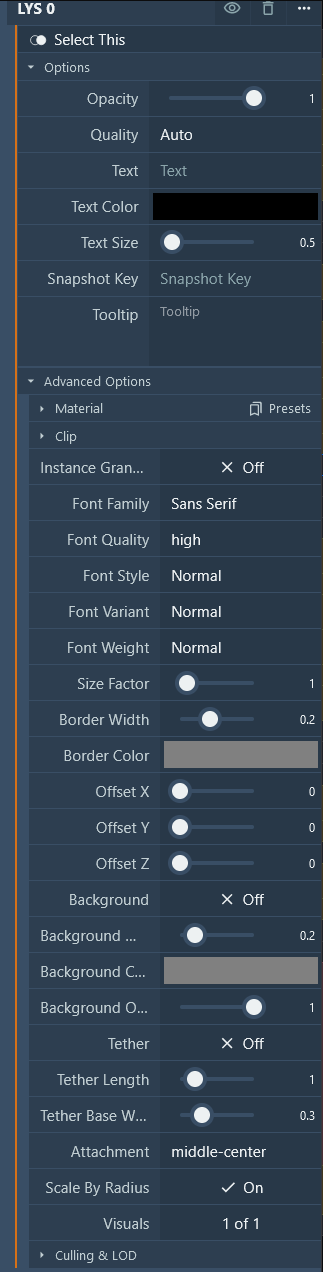 LYS 0
Select This
Options
Opacity 1
Quality Auto
Text Text
Text Color
Text Size 0.5
Snapshot Key Snapshot Key
Tooltip Tooltip
Advanced Options
Material Presets
Clip
Instance Gran... Off
Font Family Sans Serif
Font Quality high
Font Style Normal
Font Variant Normal
Font Weight Normal
Size Factor 1
Border Width 0.2
Border Color
Offset X 0
Offset Y 0
Offset Z 0
Background Off
Background ... 0.2
Background C...
Background O... 1
Tether Off
Tether Length 1
Tether Base W... 0.3
Attachment middle-center
Scale By Radius On
Visuals 1 of 1
Culling & LOD